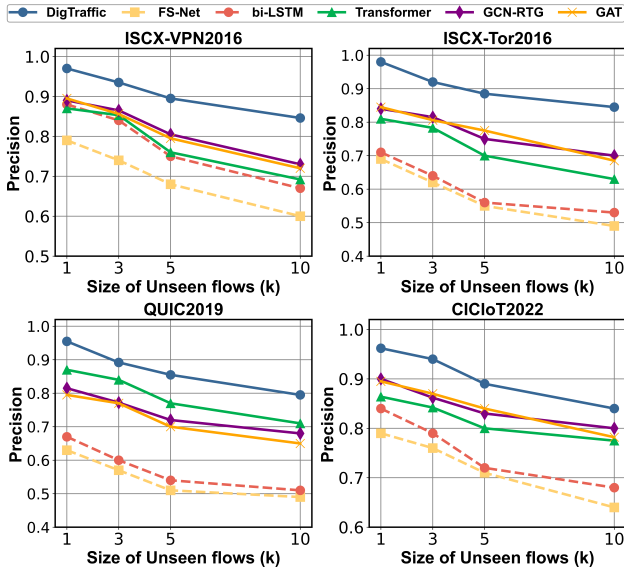 DigTraffic FS-Net bi-LSTM Transformer GCN-RTG GAT
ISCX-VPN2016
1.0
0.9
0.8
0.7
0.6
0.5
Precision
1 3 5 10
Size of Unseen flows (k)
ISCX-Tor2016
1.0
0.9
0.8
0.7
0.6
0.5
0.4
Precision
1 3 5 10
Size of Unseen flows (k)
QUIC2019
1.0
0.9
0.8
0.7
0.6
0.5
0.4
Precision
1 3 5 10
Size of Unseen flows (k)
CICIoT2022
1.0
0.9
0.8
0.7
0.6
Precision
1 3 5 10
Size of Unseen flows (k)